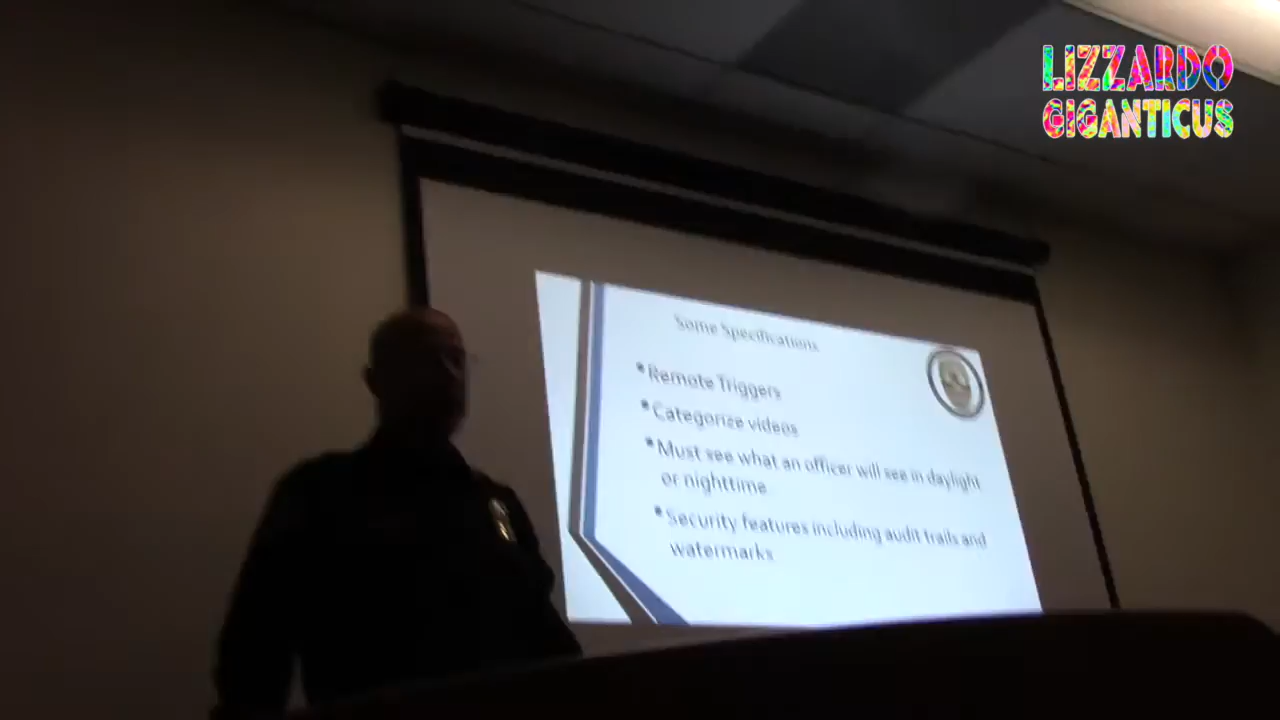 LIZZARDO
GIGANTICUS
Some Specifications
•Remote Triggers
•Categorize videos
•Must see what an officer will see in daylight
or nighttime
•Security features including audit trails and
watermarks